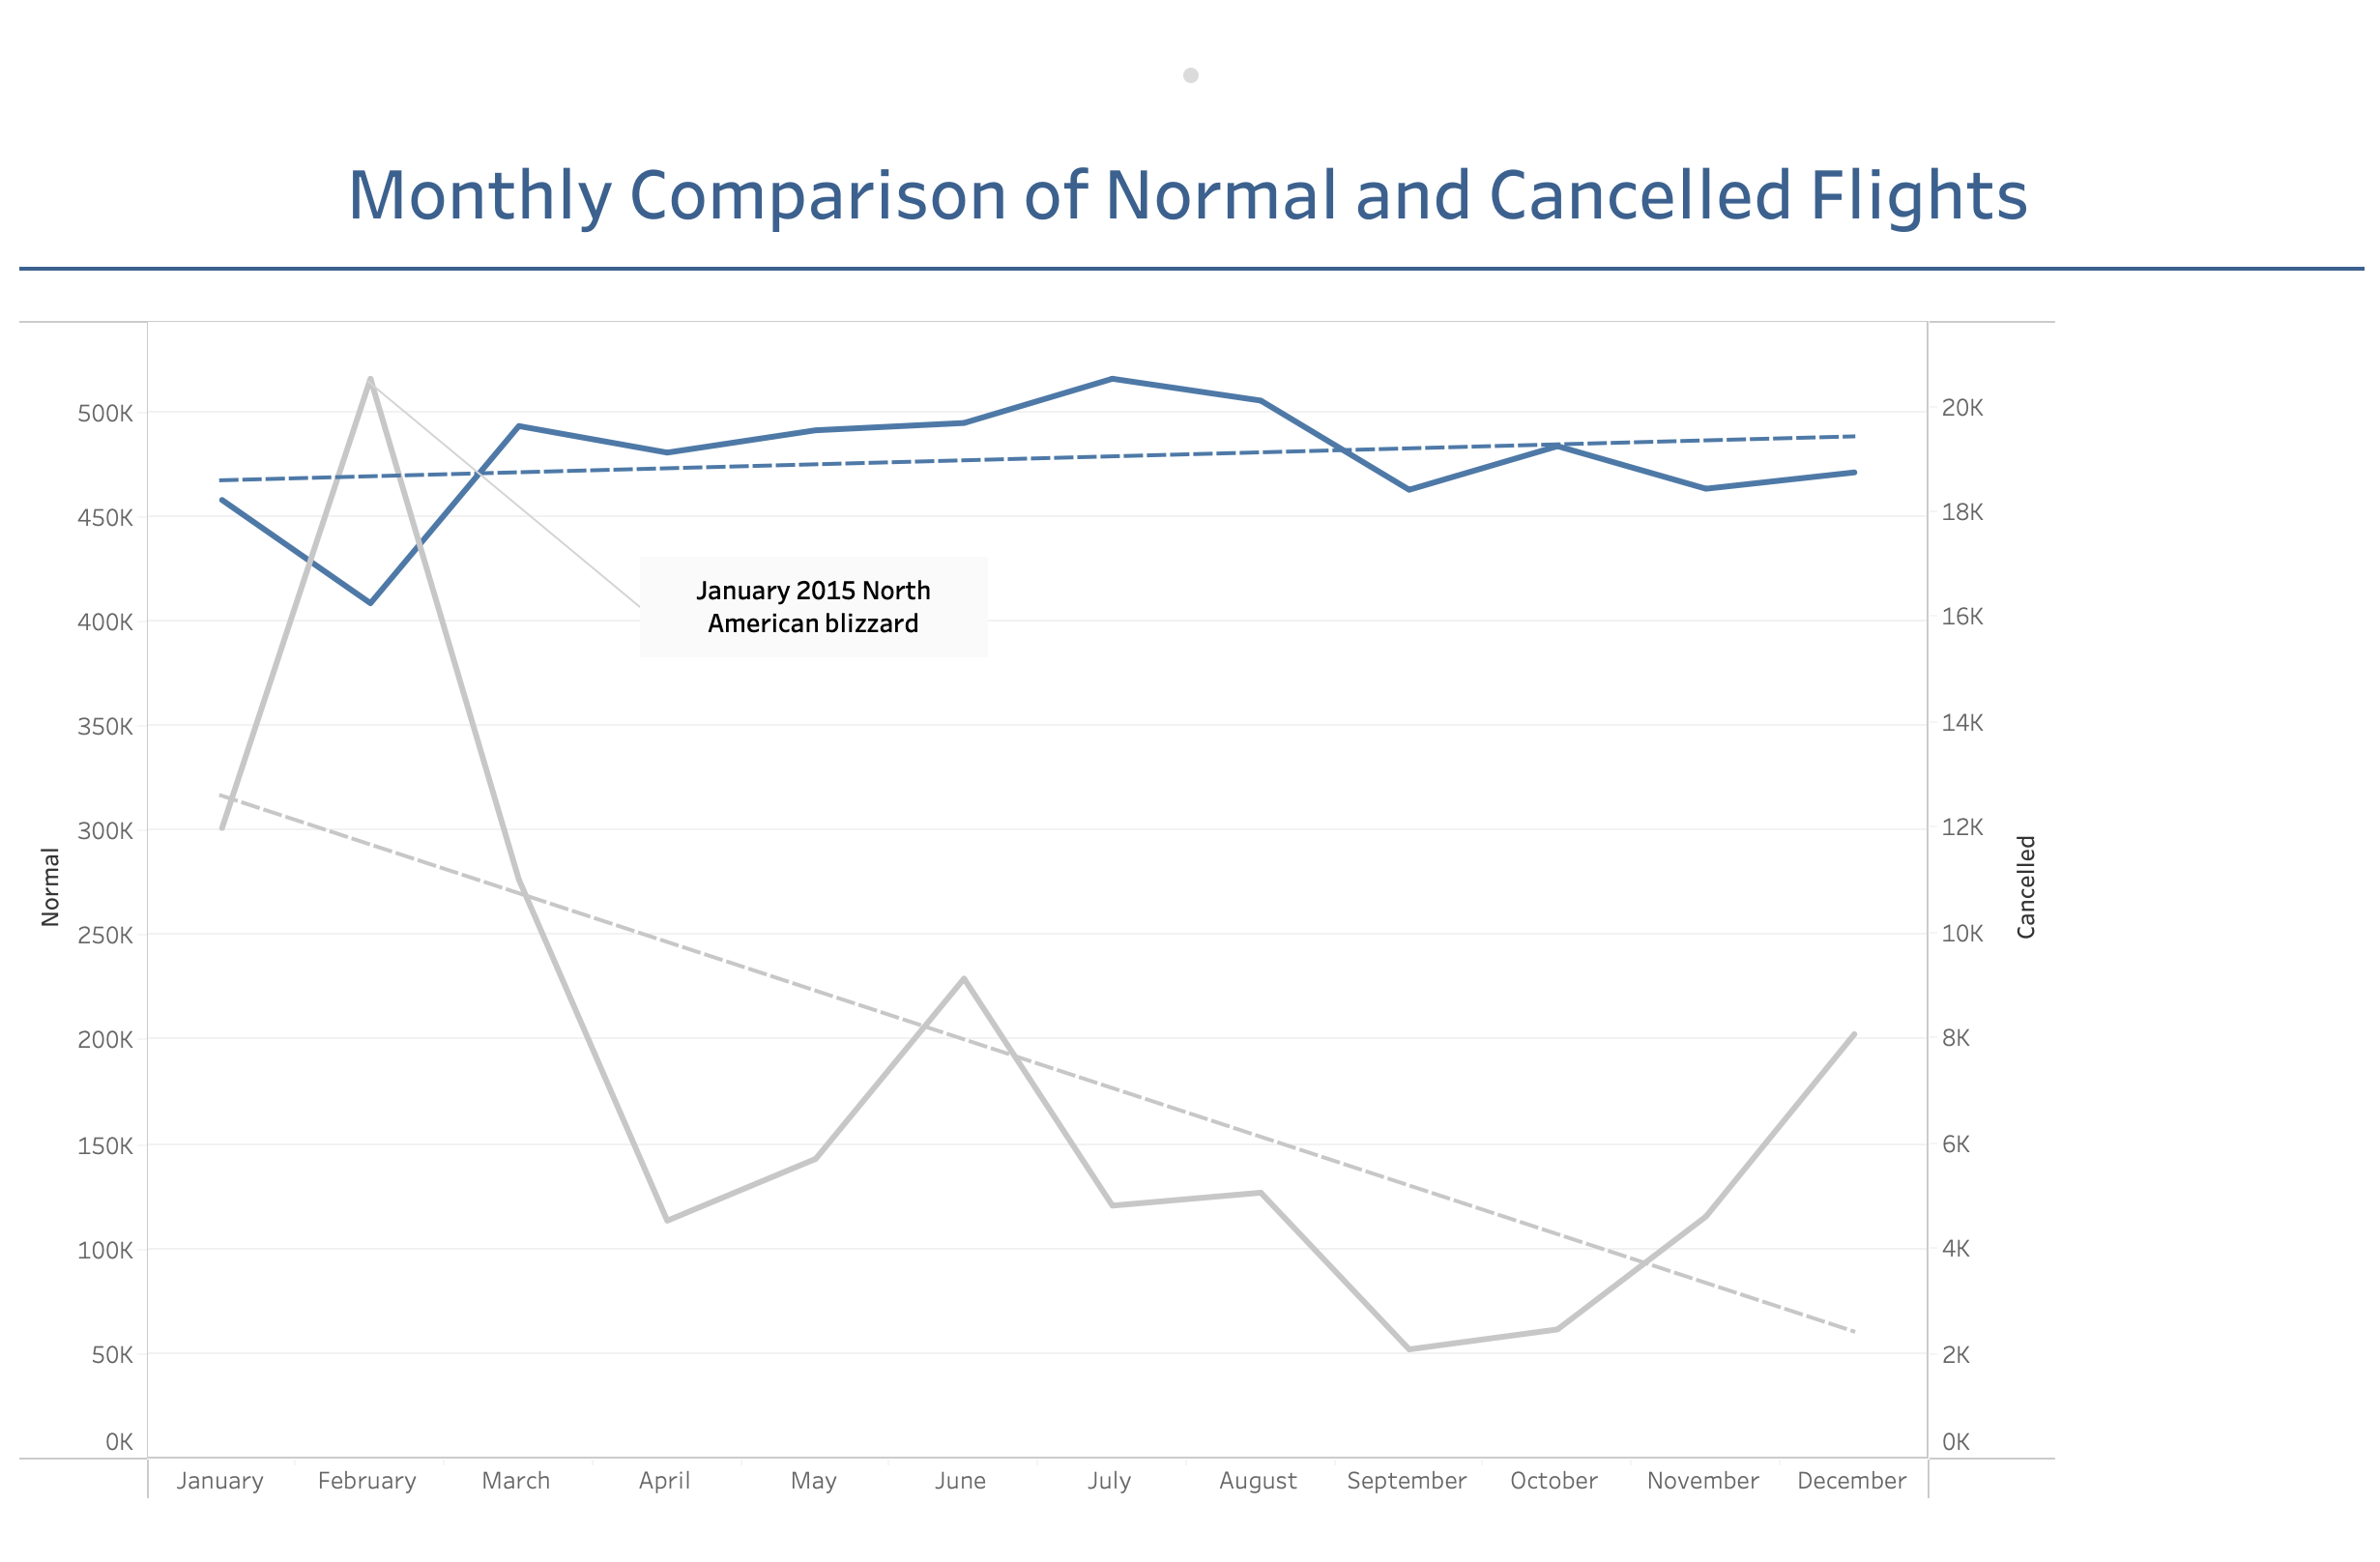 Monthly Comparison of Normal and Cancelled Flights
500K
450K
400K
350K
300K
250K
200K
150K
100K
50K
0K
Normal
January 2015 North
American blizzard
20K
18K
16K
14K
12K
10K
8K
6K
4K
2K
0K
Cancelled
January February March April May June July August September October November December